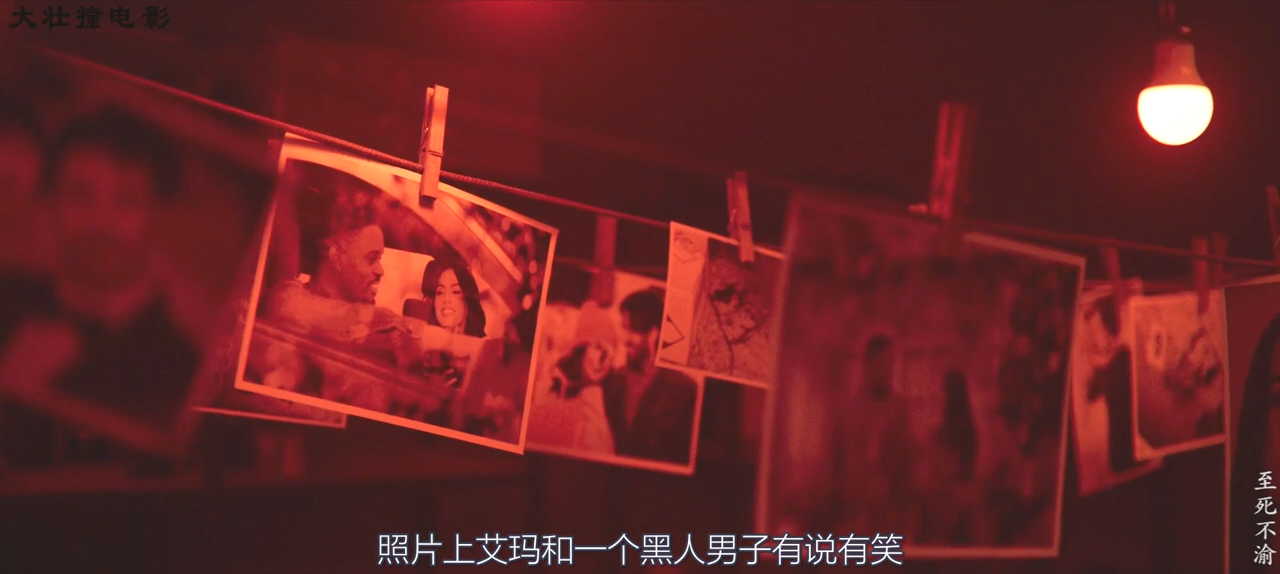 大壮撞电影
照片上艾玛和一个黑人男子有说有笑
至死不渝